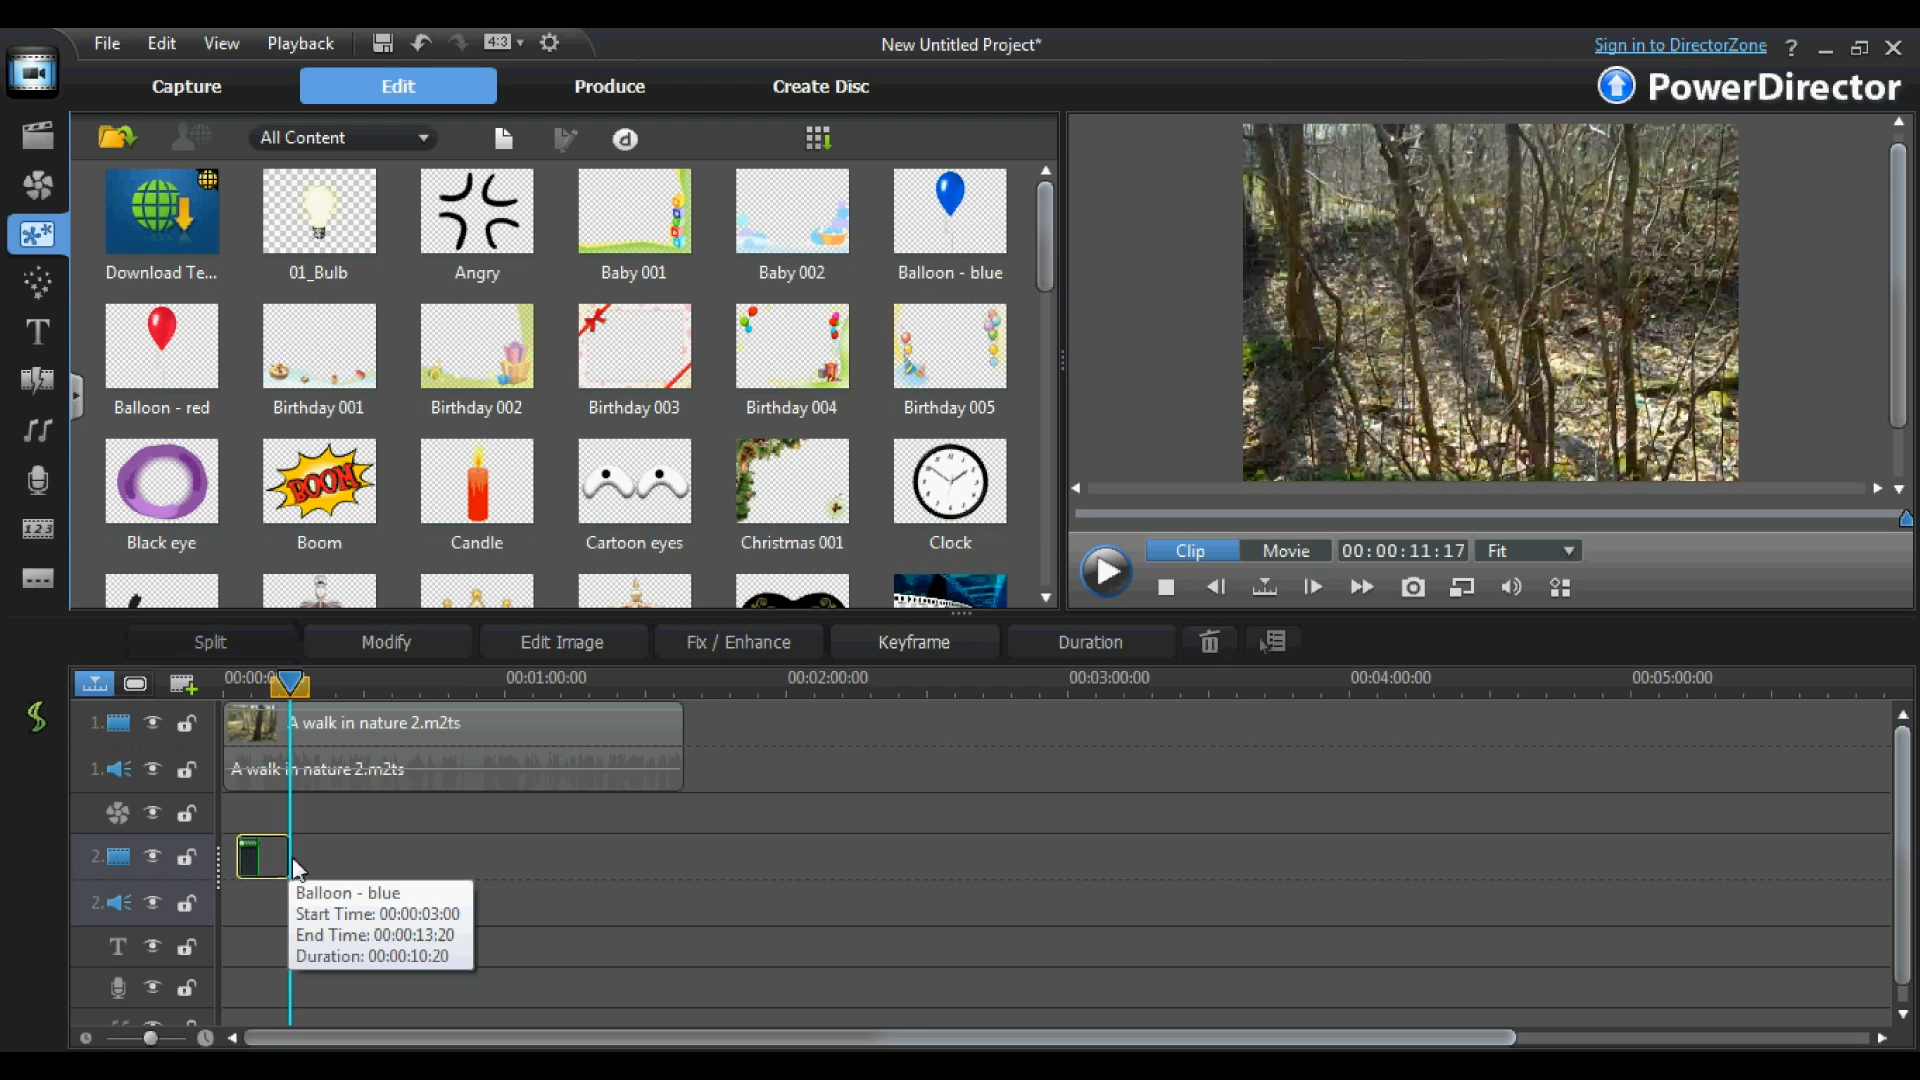 File Edit View Playback 4:3 New Untitled Project* Sign in to DirectorZone ?
Capture Edit Produce Create Disc PowerDirector
All Content
Download Te... 01_Bulb Angry Baby 001 Baby 002 Balloon - blue
Balloon - red Birthday 001 Birthday 002 Birthday 003 Birthday 004 Birthday 005
BOOM
Black eye Boom Candle Cartoon eyes Christmas 001 Clock
Clip Movie 00:00:11:17 Fit
Split Modify Edit Image Fix / Enhance Keyframe Duration
00:01:00:00 00:02:00:00 00:03:00:00 00:04:00:00 00:05:00:00
1. A walk in nature 2.m2ts
1. A walk in nature 2.m2ts
2.
Balloon - blue
2.
Start Time: 00:00:03:00
End Time: 00:00:13:20
Duration: 00:00:10:20